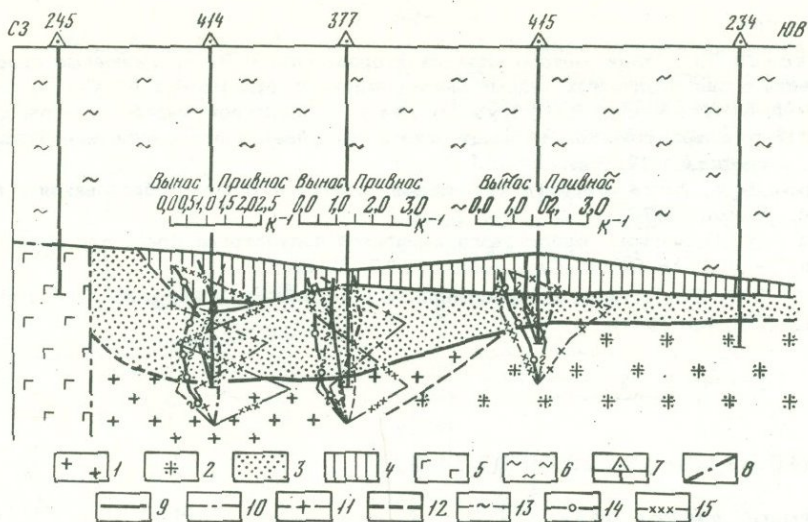 СЗ 245 414 377 415 234 ЮВ
Вынос Привнос Вынос Привнос Вынос Привнос
0,0 0,5 1,0 1,5 2,0 2,5 0,0 1,0 2,0 3,0 0,0 1,0 2,0 3,0
К⁻¹ К⁻¹ К⁻¹
1 2 3 4 5 6 7 8
9 10 11 12 13 14 15